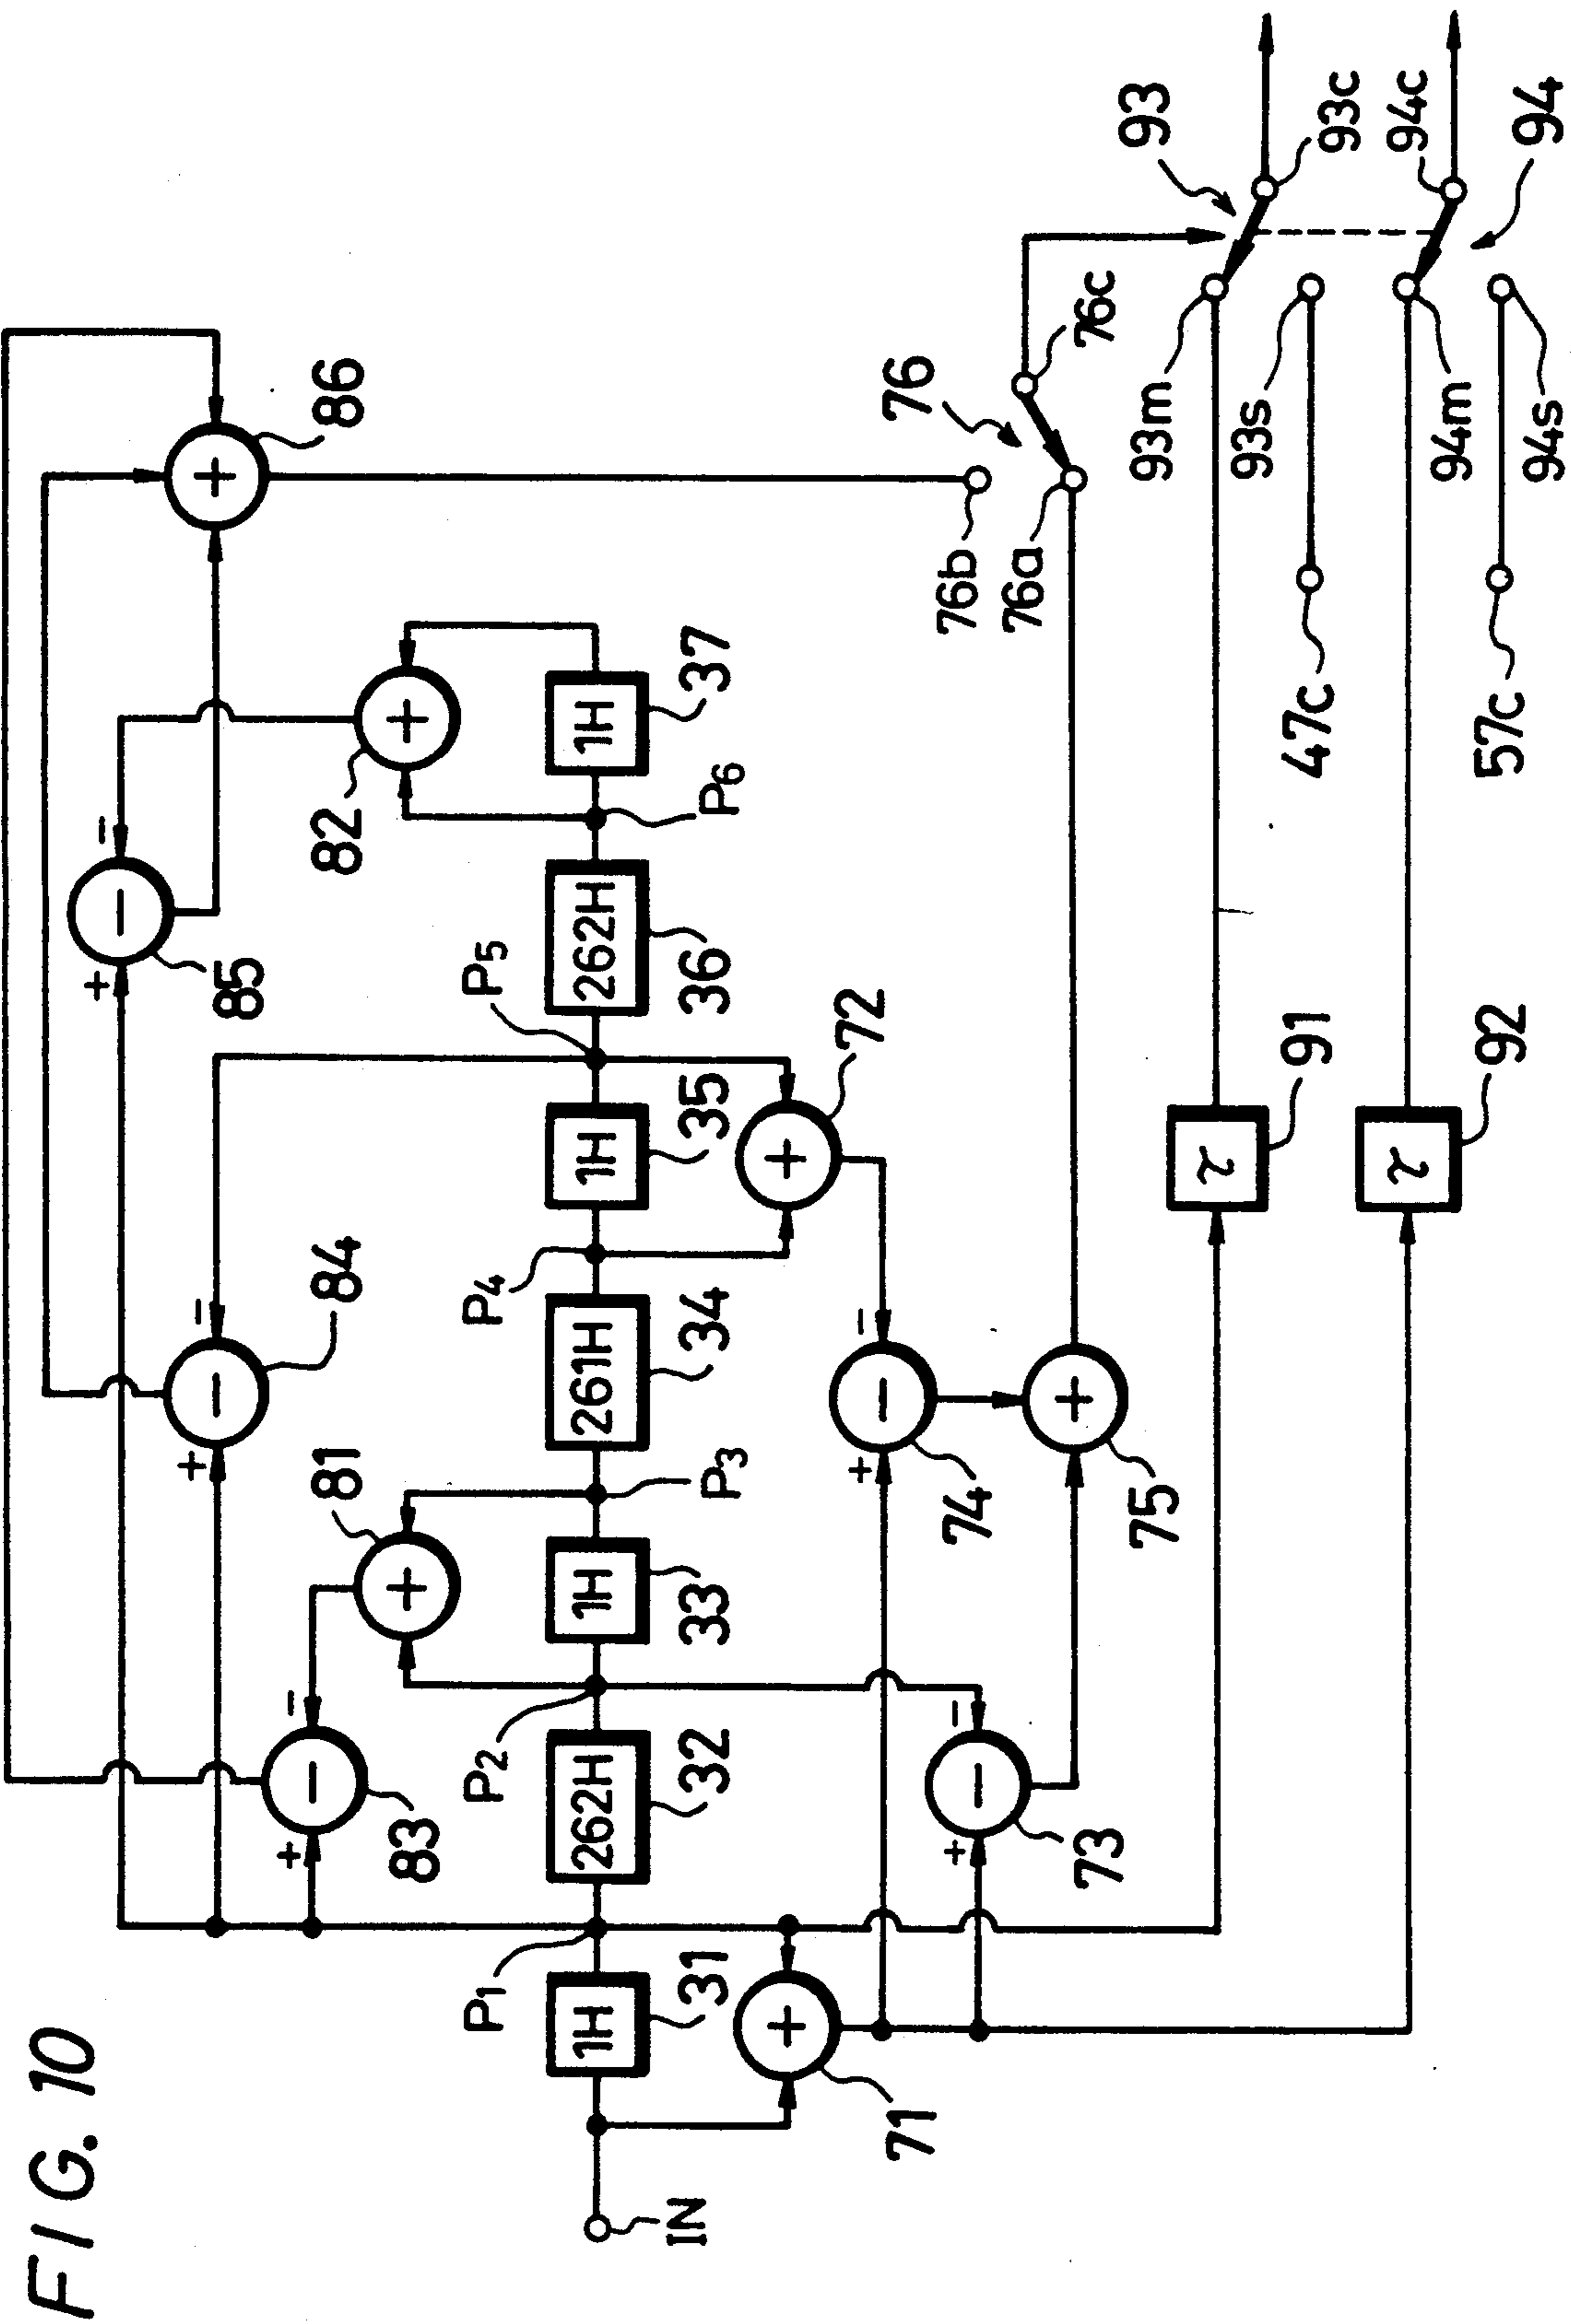 FIG. 10
86
85
84
81
83
82
P1
P2
P3
P4
P5
P6
IN
1H
31
262H
32
1H
33
261H
34
1H
35
262H
36
1H
37
71
72
73
74
75
76
76b
76a
76c
93
93m
93c
93s
47c
94c
94m
94
94s
57c
τ
91
τ
92
+
−
+
−
+
−
+
−
+
−
+
+
+
+
+
+
−
−
−
−
−